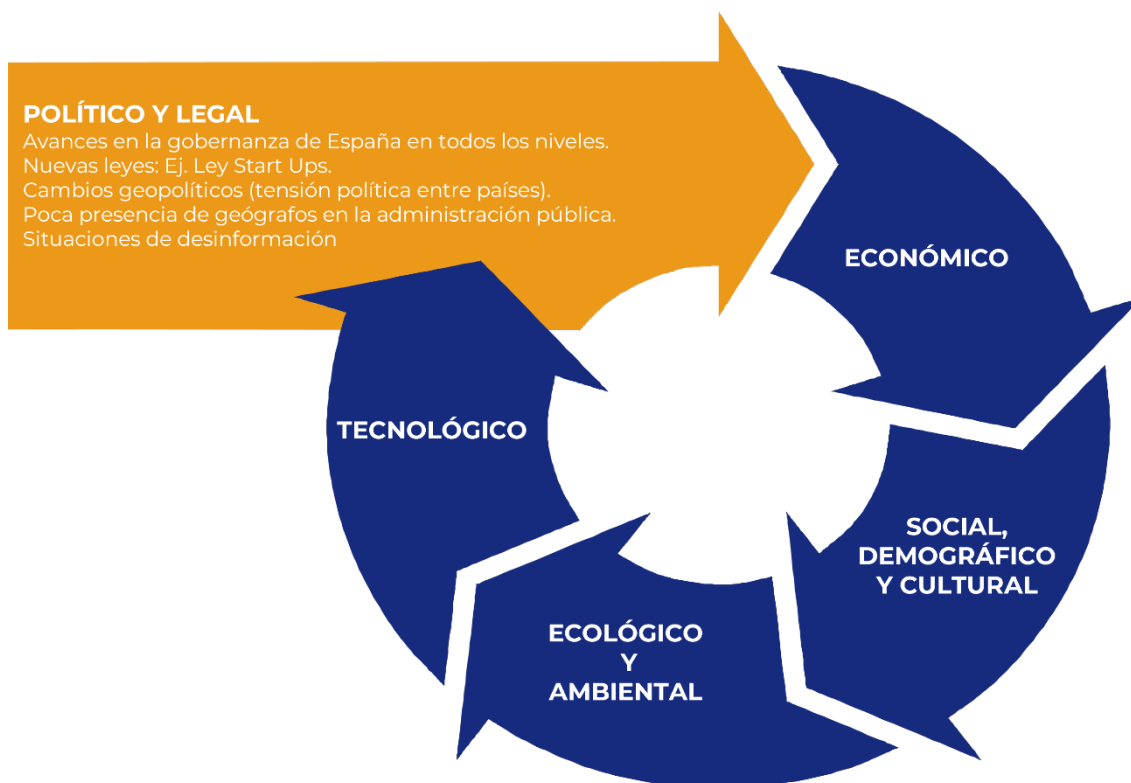 POLÍTICO Y LEGAL
Avances en la gobernanza de España en todos los niveles.
Nuevas leyes: Ej. Ley Start Ups.
Cambios geopolíticos (tensión política entre países).
Poca presencia de geógrafos en la administración pública.
Situaciones de desinformación
ECONÓMICO
SOCIAL,
DEMOGRÁFICO
Y CULTURAL
ECOLÓGICO
Y
AMBIENTAL
TECNOLÓGICO